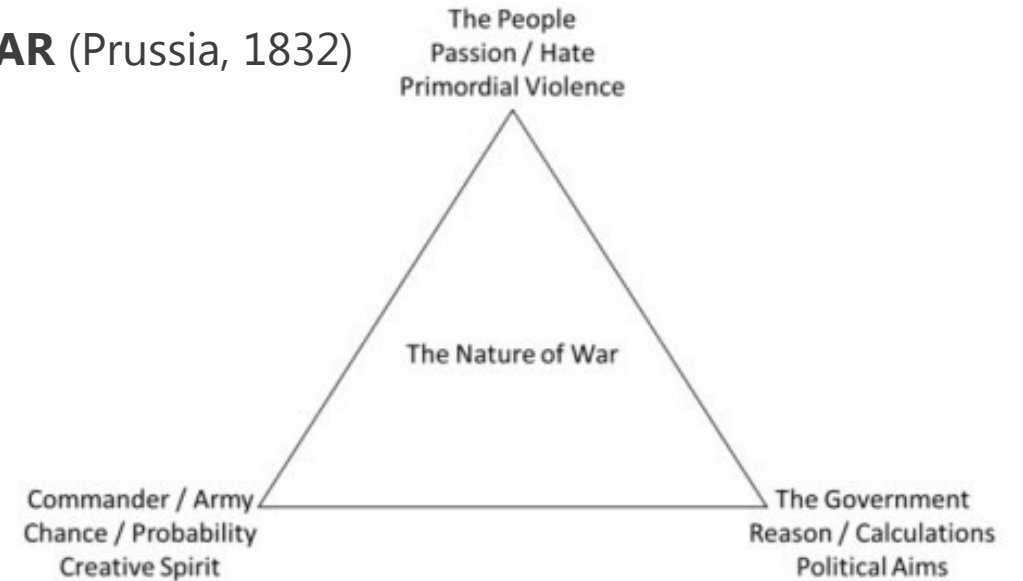 AR (Prussia, 1832)
The People
Passion / Hate
Primordial Violence
The Nature of War
Commander / Army
Chance / Probability
Creative Spirit
The Government
Reason / Calculations
Political Aims